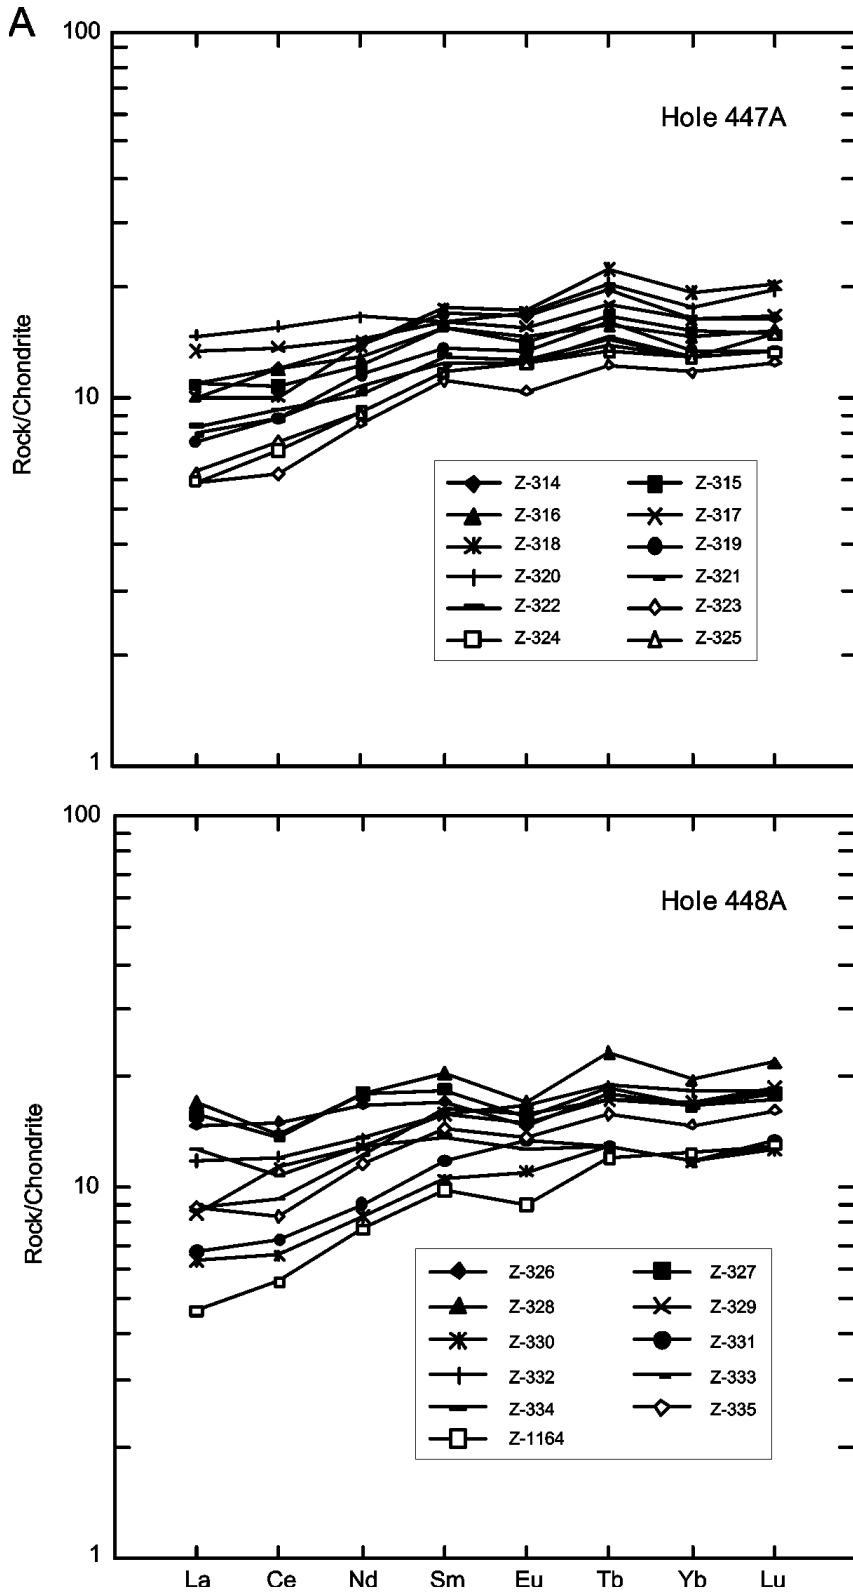 A
100
Hole 447A
10
Rock/Chondrite
Z-314 Z-315
Z-316 Z-317
Z-318 Z-319
Z-320 Z-321
Z-322 Z-323
Z-324 Z-325
1
100
Hole 448A
10
Rock/Chondrite
Z-326 Z-327
Z-328 Z-329
Z-330 Z-331
Z-332 Z-333
Z-334 Z-335
Z-1164
1
La Ce Nd Sm Eu Tb Yb Lu